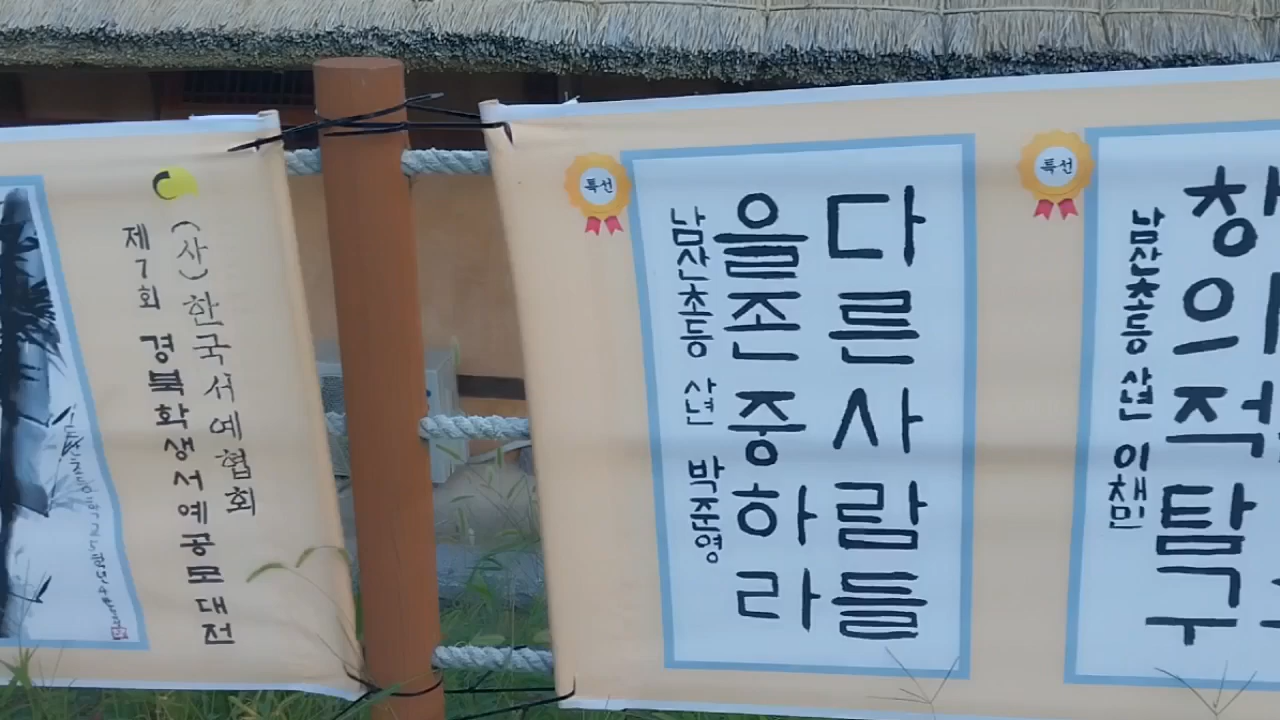 (사)한국서예협회
제7회 경북학생서예공모대전
특선
다른사람들
을존중하라
남산초등 사년 박준영
특선
창
의적탐구
남산초등 사년 이채민